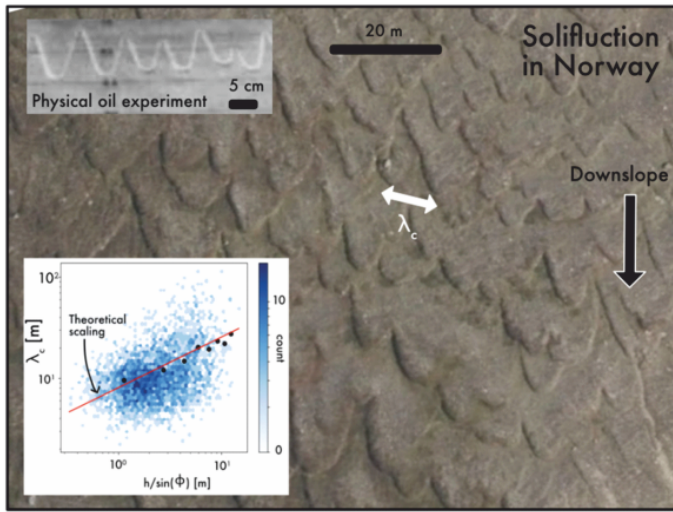 20 m
Solifluction
in Norway
5 cm
Physical oil experiment
Downslope
λc
10²
10¹
λc [m]
Theoretical
scaling
10
count
0
10⁰ 10¹
h/sin(Φ) [m]